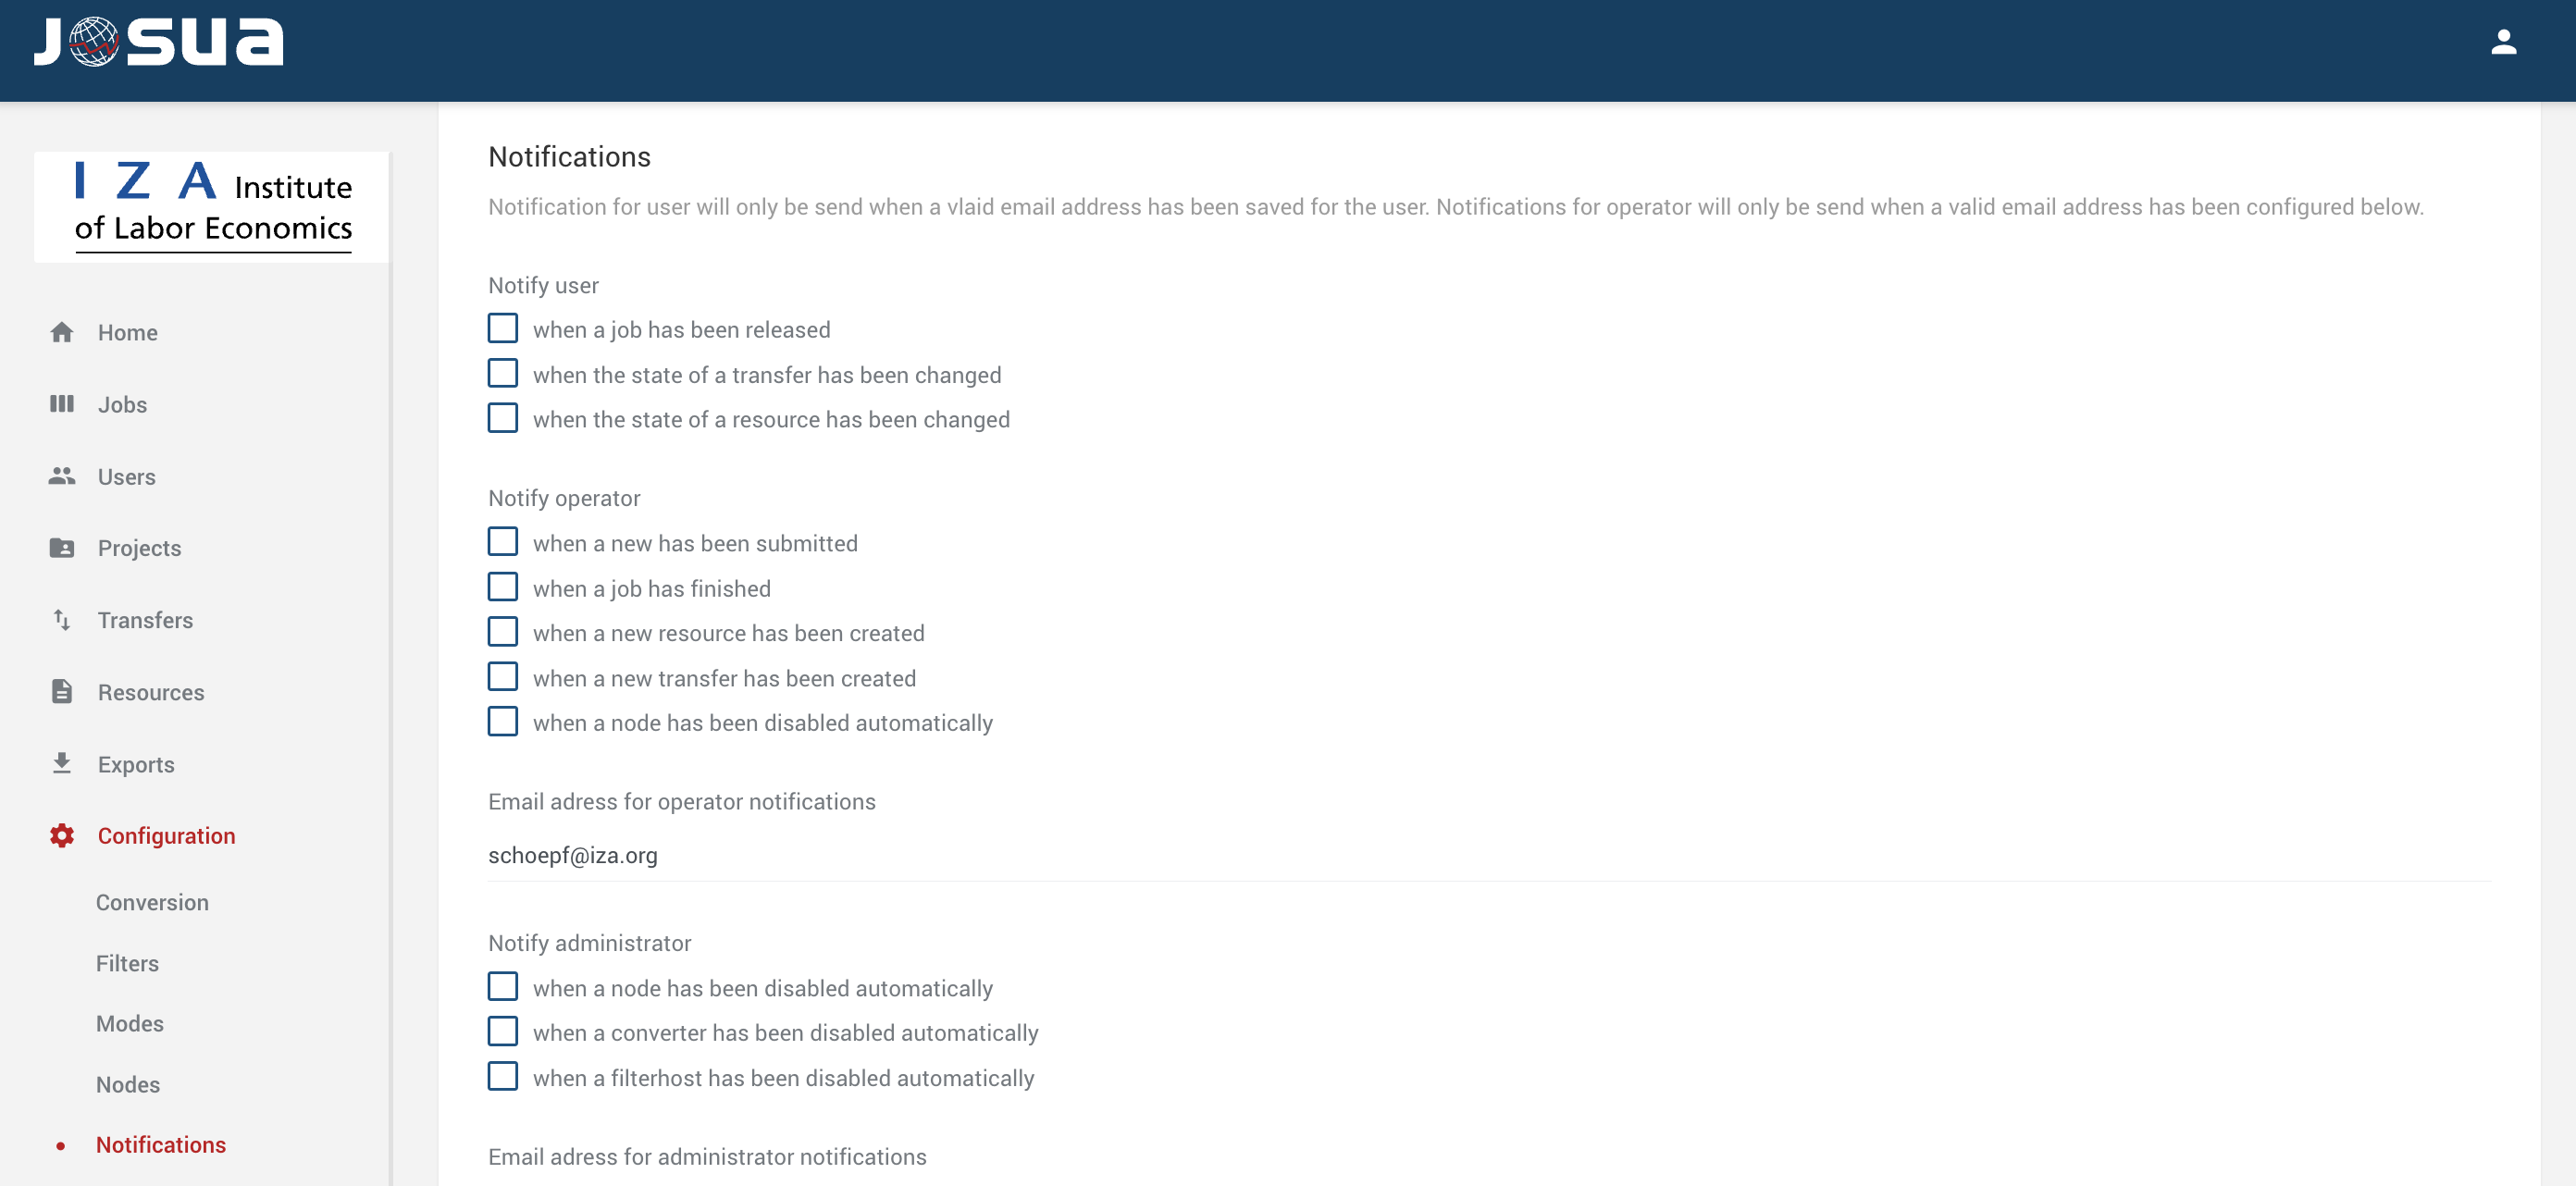 JOSUA
IZA Institute
of Labor Economics
Home
Jobs
Users
Projects
Transfers
Resources
Exports
Configuration
Conversion
Filters
Modes
Nodes
Notifications
Notifications
Notification for user will only be send when a vlaid email address has been saved for the user. Notifications for operator will only be send when a valid email address has been configured below.
Notify user
when a job has been released
when the state of a transfer has been changed
when the state of a resource has been changed
Notify operator
when a new has been submitted
when a job has finished
when a new resource has been created
when a new transfer has been created
when a node has been disabled automatically
Email adress for operator notifications
schoepf@iza.org
Notify administrator
when a node has been disabled automatically
when a converter has been disabled automatically
when a filterhost has been disabled automatically
Email adress for administrator notifications